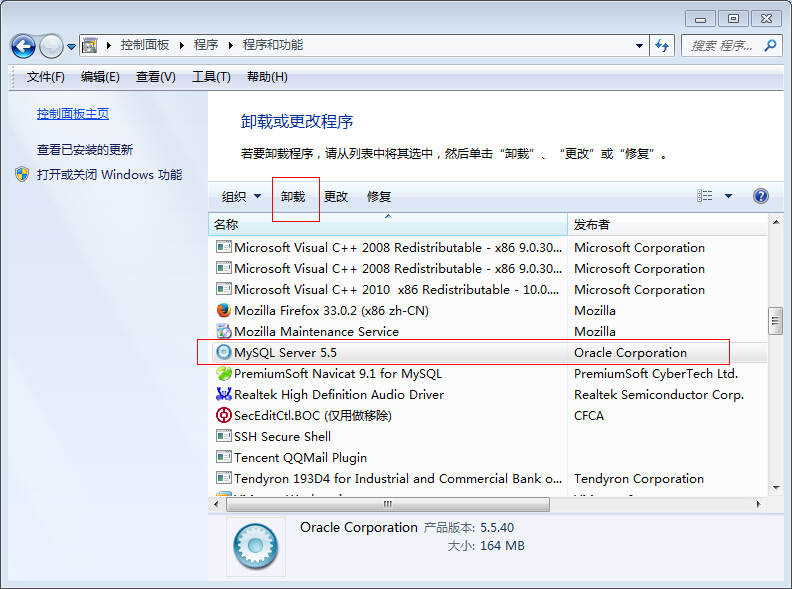 控制面板 程序 程序和功能 搜索 程序...
文件(F) 编辑(E) 查看(V) 工具(T) 帮助(H)
控制面板主页
查看已安装的更新
打开或关闭 Windows 功能
卸载或更改程序
若要卸载程序，请从列表中将其选中，然后单击“卸载”、“更改”或“修复”。
组织 卸载 更改 修复
名称 发布者
Microsoft Visual C++ 2008 Redistributable - x86 9.0.30... Microsoft Corporation
Microsoft Visual C++ 2008 Redistributable - x86 9.0.30... Microsoft Corporation
Microsoft Visual C++ 2010 x86 Redistributable - 10.0.... Microsoft Corporation
Mozilla Firefox 33.0.2 (x86 zh-CN) Mozilla
Mozilla Maintenance Service Mozilla
MySQL Server 5.5 Oracle Corporation
PremiumSoft Navicat 9.1 for MySQL PremiumSoft CyberTech Ltd.
Realtek High Definition Audio Driver Realtek Semiconductor Corp.
SecEditCtl.BOC (仅用做移除) CFCA
SSH Secure Shell
Tencent QQMail Plugin
Tendyron 193D4 for Industrial and Commercial Bank o... Tendyron Corporation
Oracle Corporation 产品版本: 5.5.40
大小: 164 MB